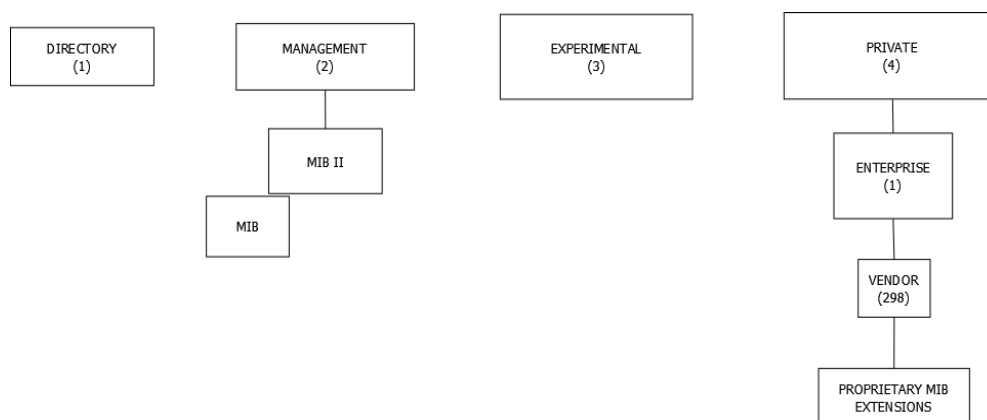 DIRECTORY
(1)
MANAGEMENT
(2)
EXPERIMENTAL
(3)
PRIVATE
(4)
MIB II
ENTERPRISE
(1)
MIB
VENDOR
(298)
PROPRIETARY MIB
EXTENSIONS